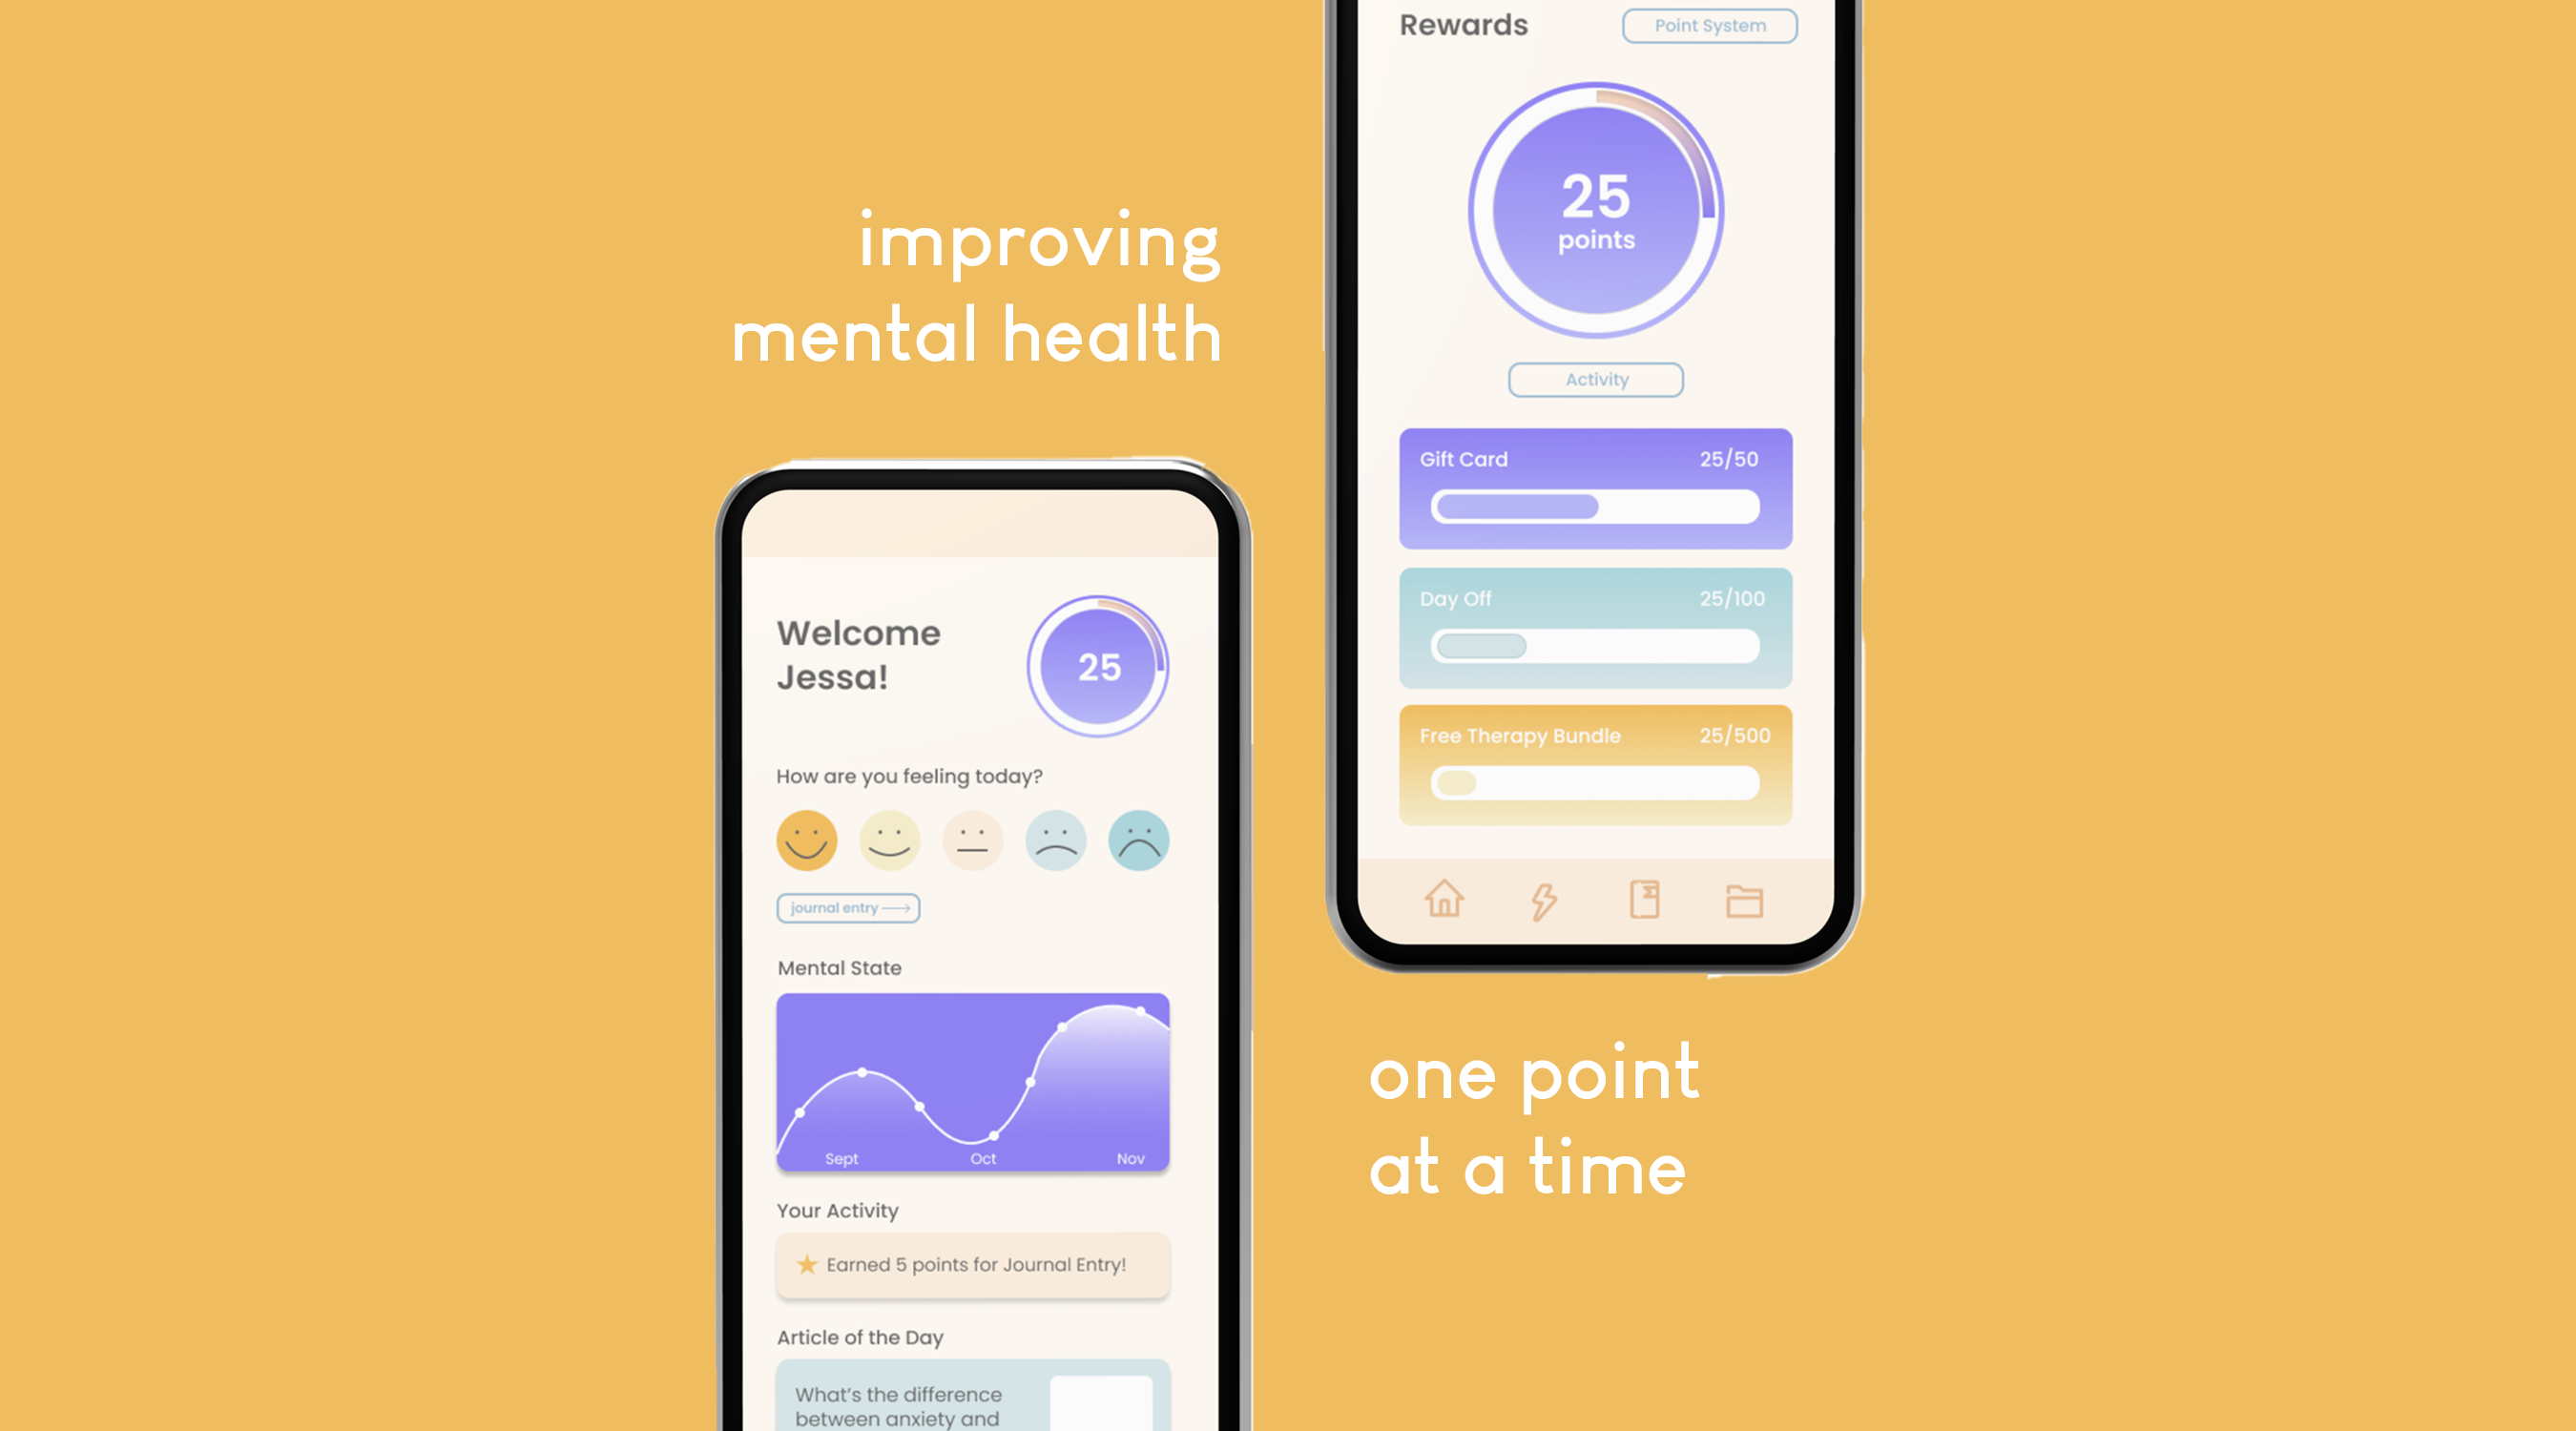 improving
mental health
Welcome
Jessa!
25
How are you feeling today?
journal entry
Mental State
Sept Oct Nov
Your Activity
Earned 5 points for Journal Entry!
Article of the Day
What's the difference
between anxiety and
Rewards
Point System
25
points
Activity
Gift Card 25/50
Day Off 25/100
Free Therapy Bundle 25/500
one point
at a time